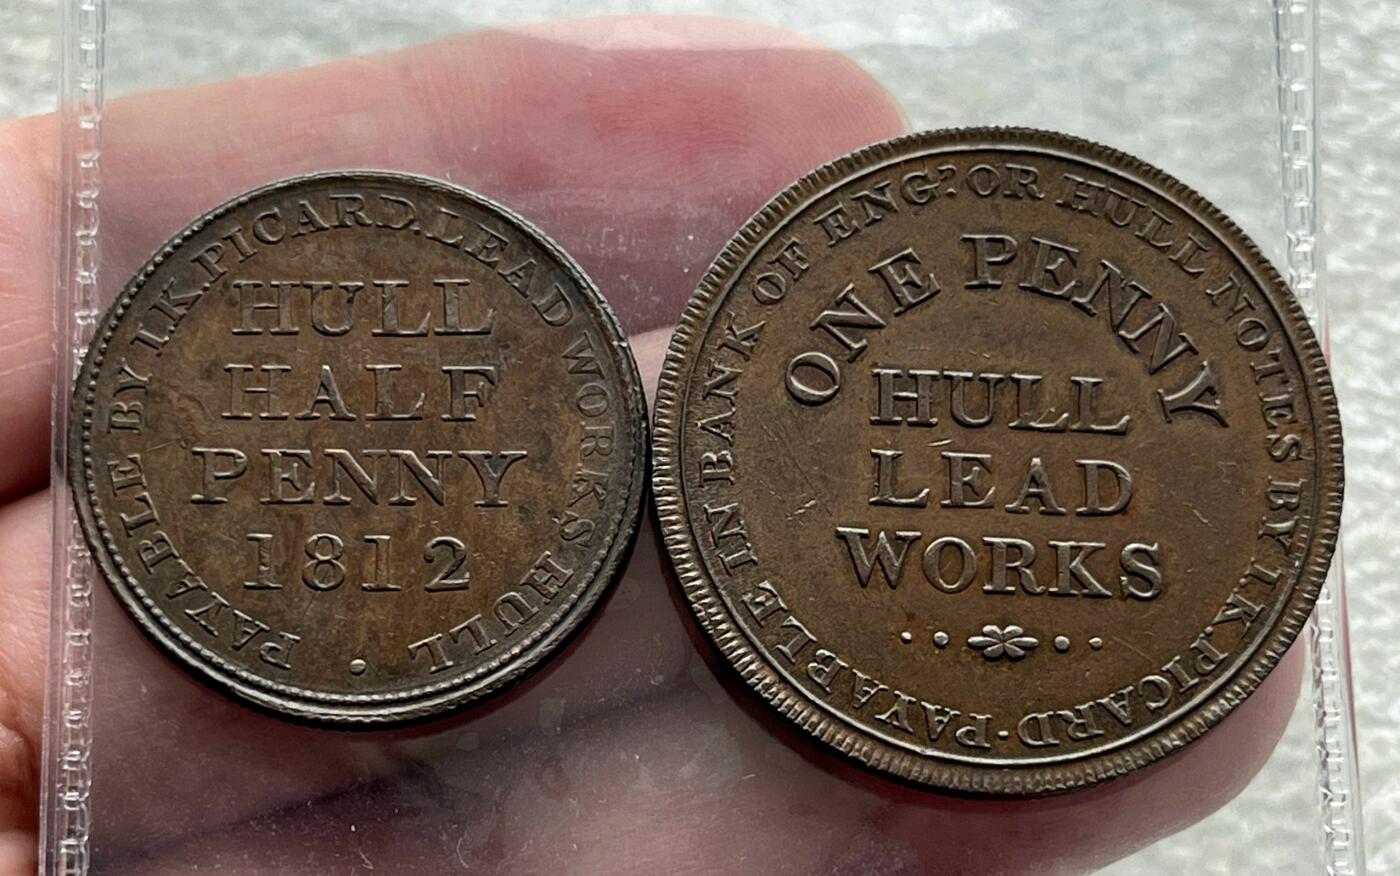 PAYABLE BY I.K.PICARD.LEAD WORKS HULL ·
HULL
HALF
PENNY
1812
PAYABLE IN BANK OF ENGD: OR HULL NOTES BY I.K.PICARD·
ONE PENNY
HULL
LEAD
WORKS